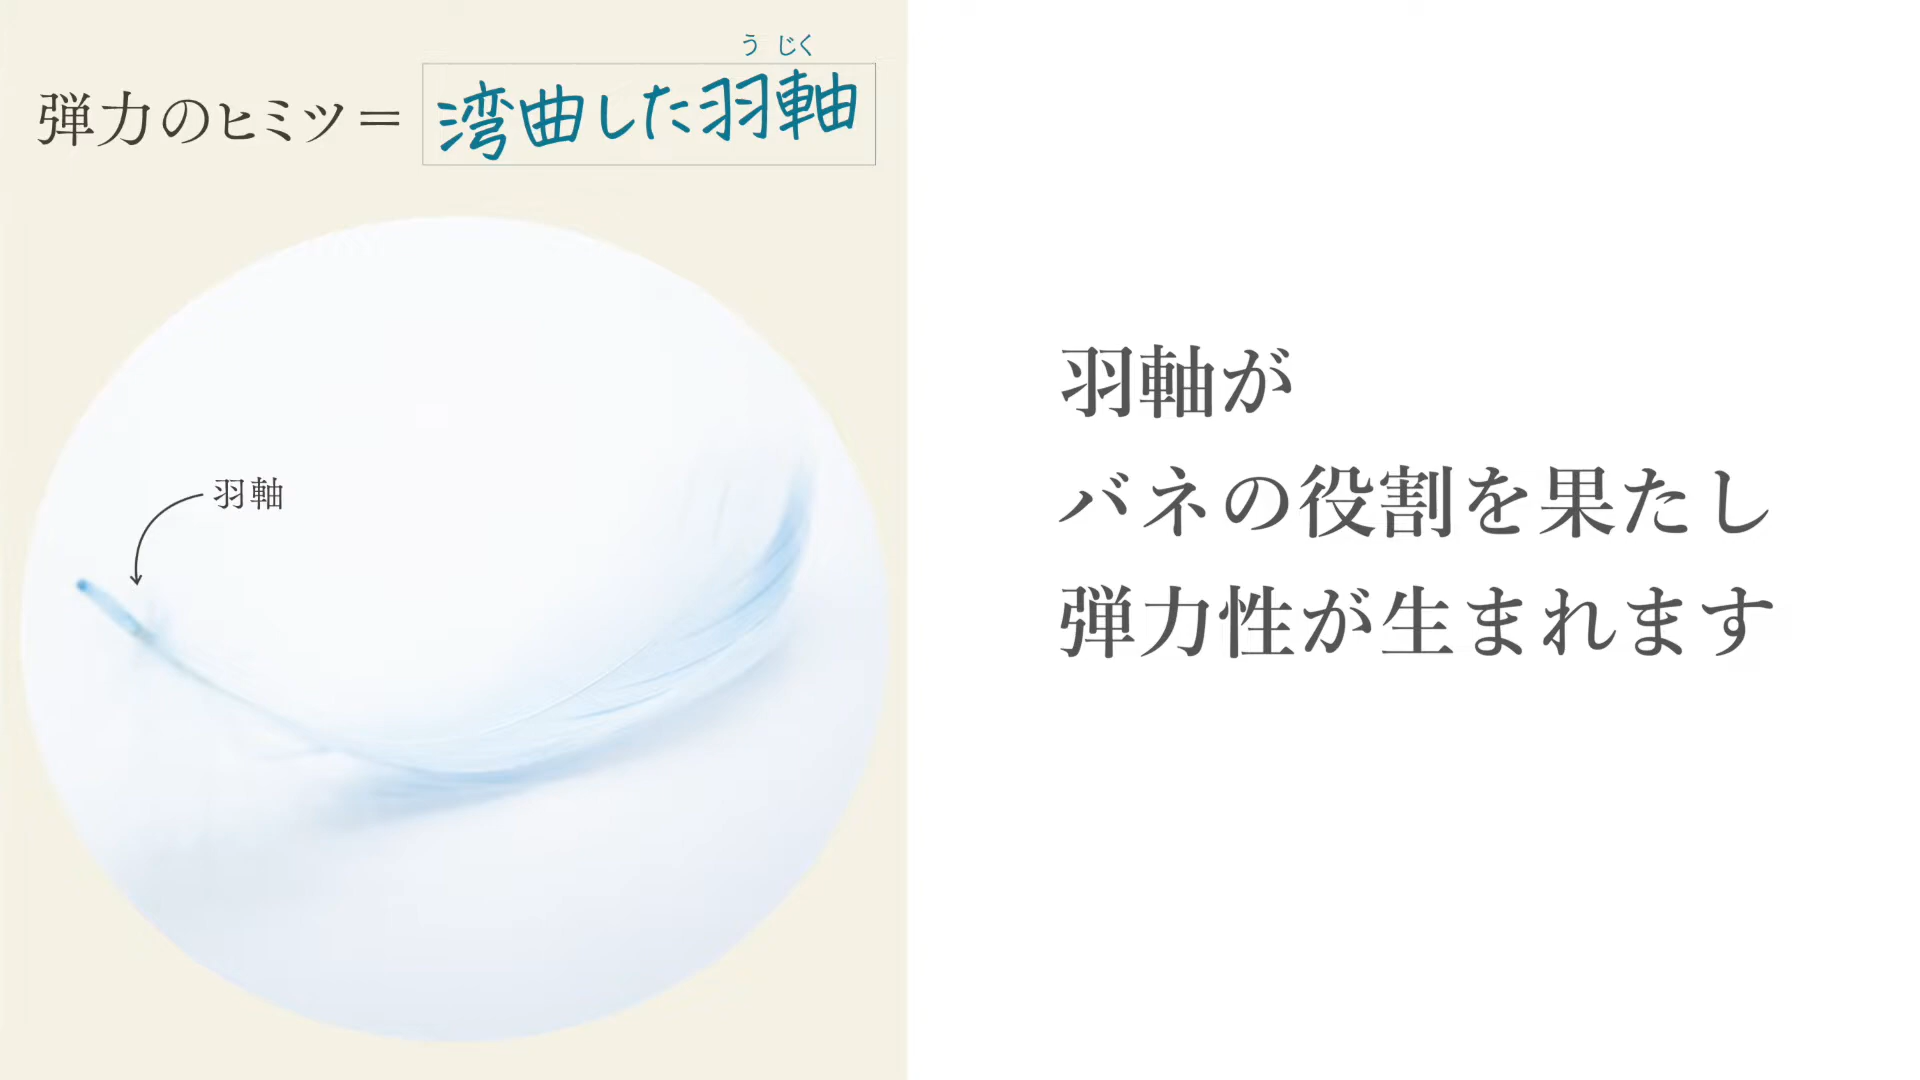 うじく
弾力のヒミツ＝湾曲した羽軸
羽軸
羽軸が
バネの役割を果たし
弾力性が生まれます